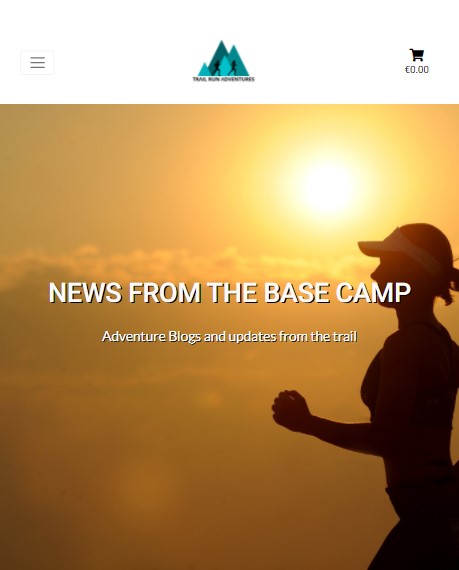 TRAIL RUN ADVENTURES
€0.00
NEWS FROM THE BASE CAMP
Adventure Blogs and updates from the trail